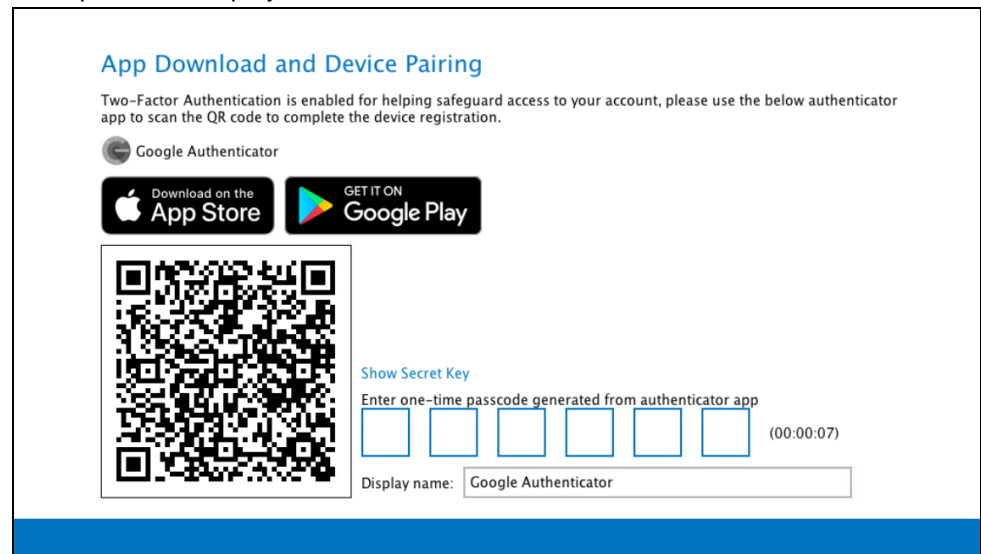 App Download and Device Pairing
Two-Factor Authentication is enabled for helping safeguard access to your account, please use the below authenticator
app to scan the QR code to complete the device registration.
Google Authenticator
Download on the
App Store
GET IT ON
Google Play
Show Secret Key
Enter one-time passcode generated from authenticator app
(00:00:07)
Display name: Google Authenticator